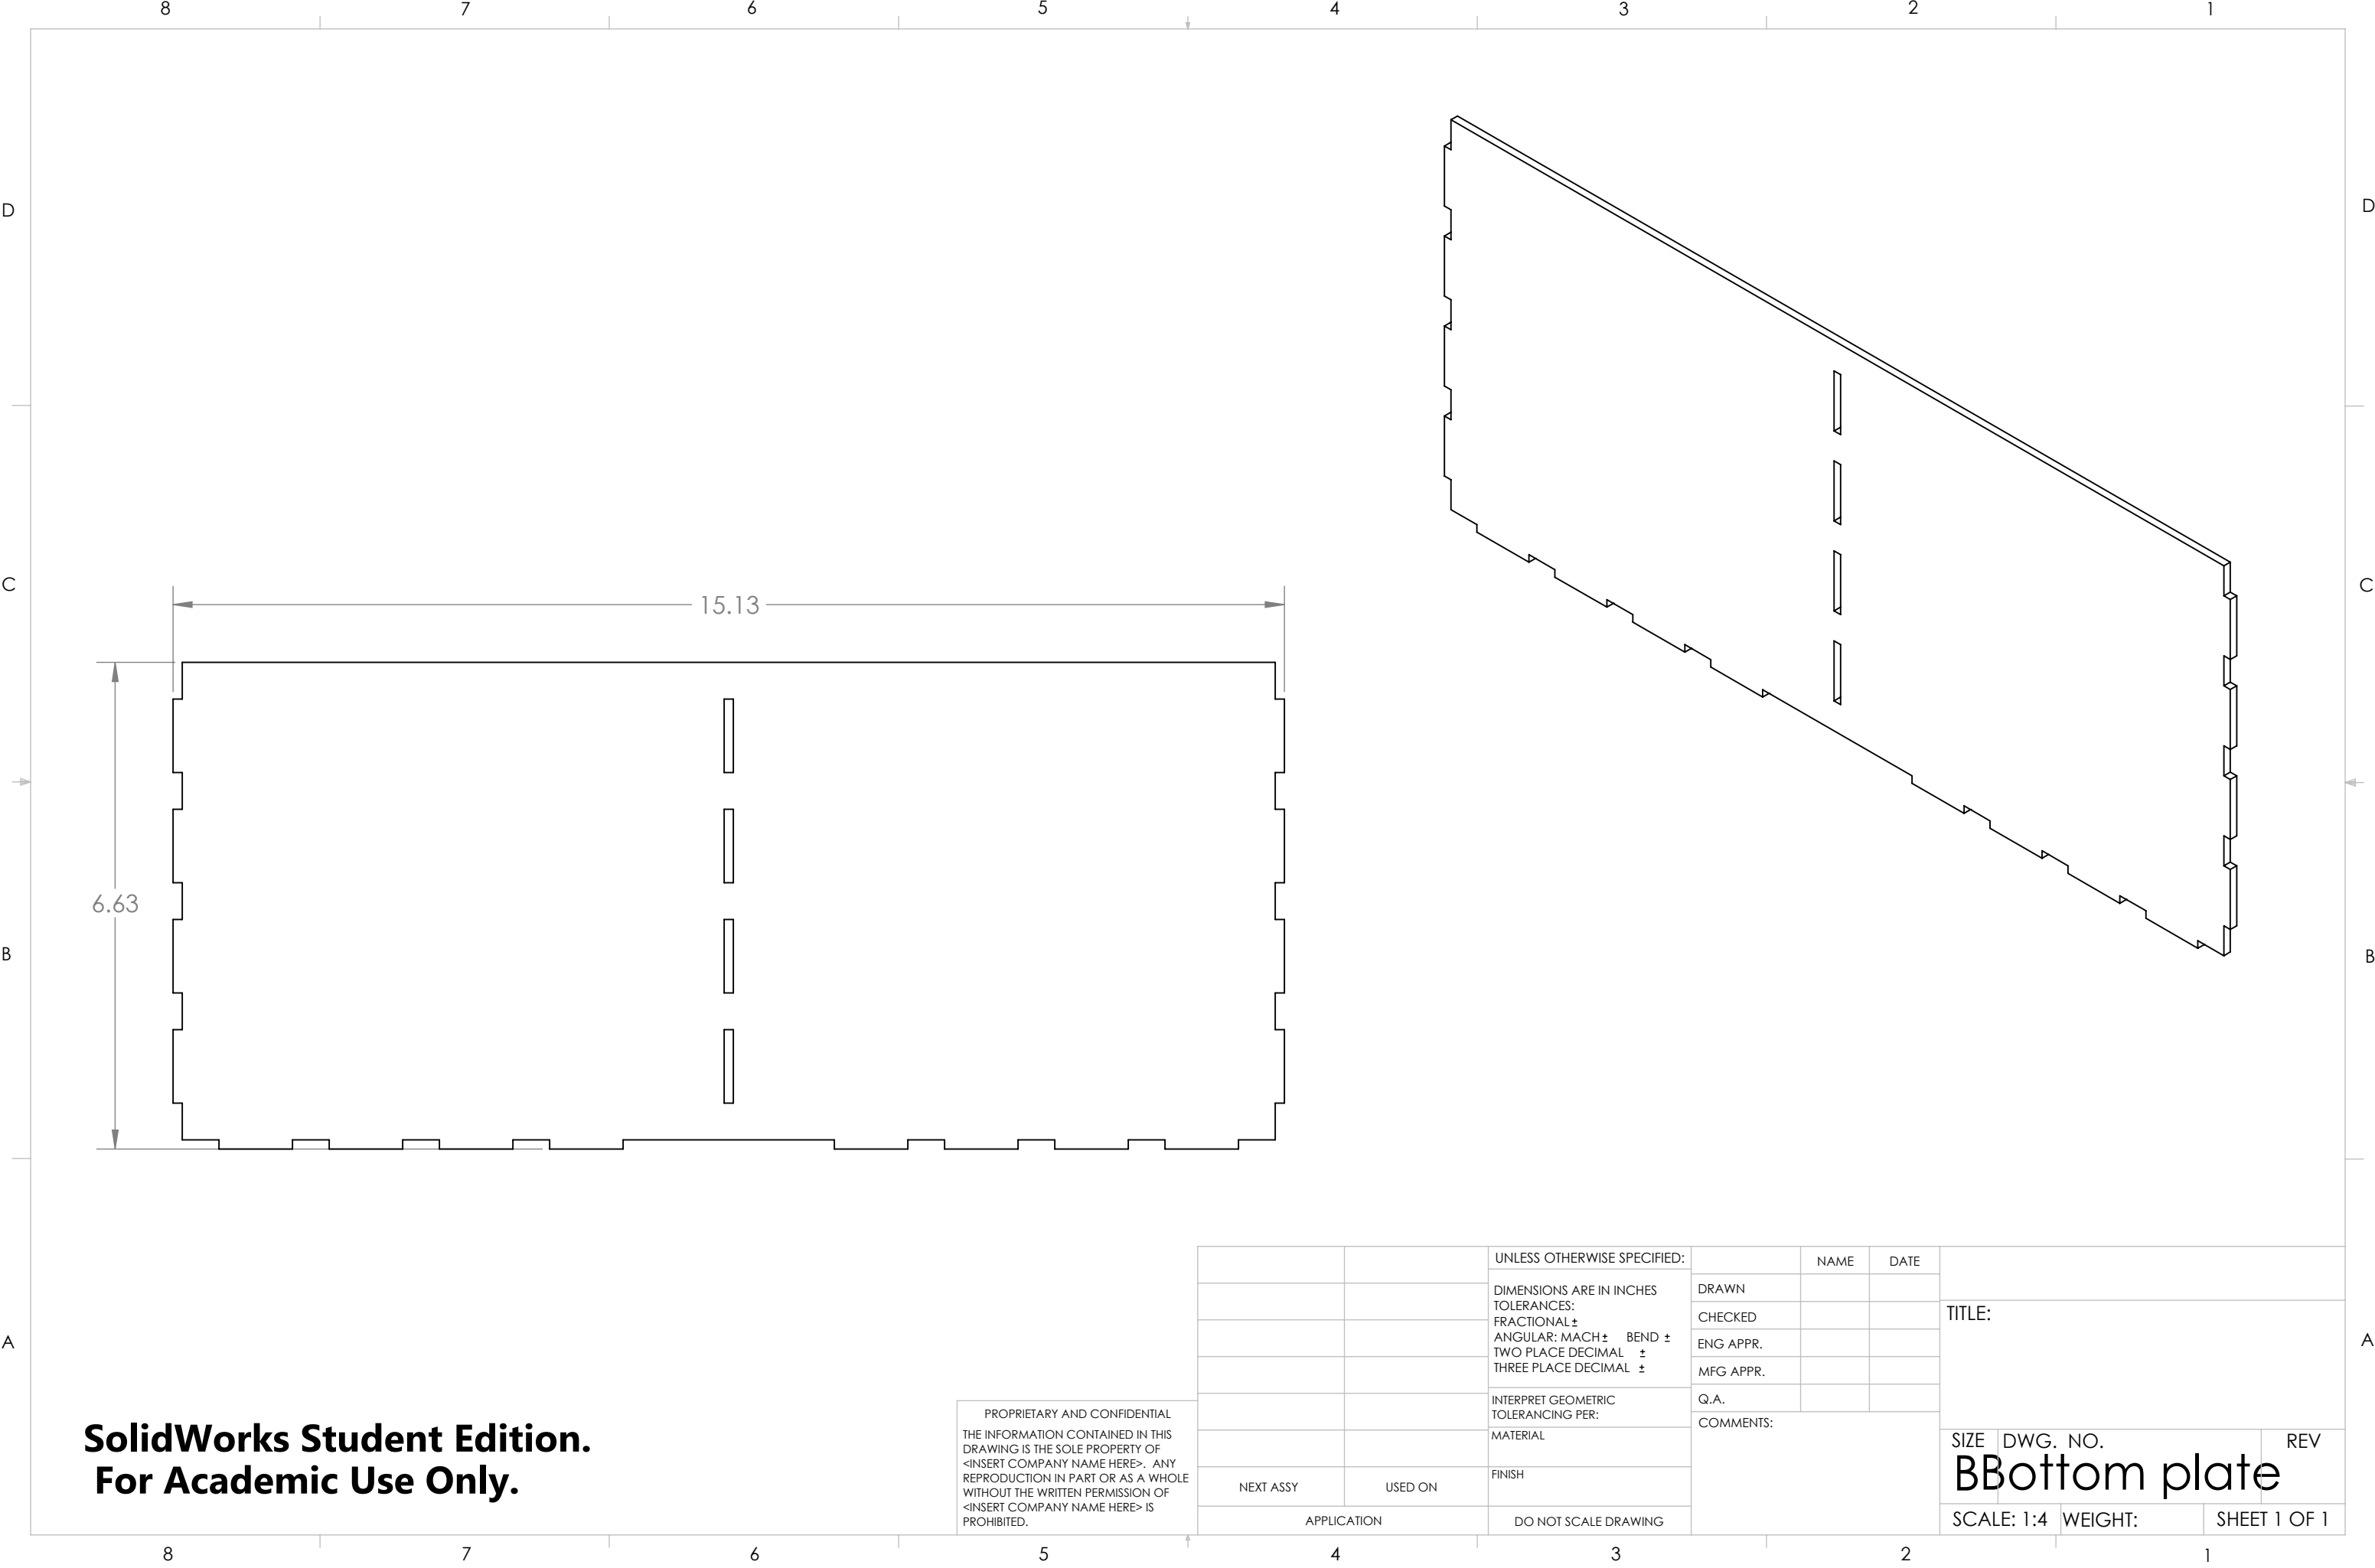 8 7 6 5 4 3 2 1
D D
C C
15.13
6.63
B B
UNLESS OTHERWISE SPECIFIED:
NAME DATE
DIMENSIONS ARE IN INCHES
TOLERANCES:
FRACTIONAL ±
ANGULAR: MACH ± BEND ±
TWO PLACE DECIMAL ±
THREE PLACE DECIMAL ±
DRAWN
CHECKED
ENG APPR.
MFG APPR.
Q.A.
COMMENTS:
TITLE:
A A
INTERPRET GEOMETRIC
TOLERANCING PER:
MATERIAL
FINISH
SolidWorks Student Edition.
For Academic Use Only.
PROPRIETARY AND CONFIDENTIAL
THE INFORMATION CONTAINED IN THIS
DRAWING IS THE SOLE PROPERTY OF
<INSERT COMPANY NAME HERE>. ANY
REPRODUCTION IN PART OR AS A WHOLE
WITHOUT THE WRITTEN PERMISSION OF
<INSERT COMPANY NAME HERE> IS
PROHIBITED.
NEXT ASSY USED ON
APPLICATION
DO NOT SCALE DRAWING
SIZE DWG. NO. REV
B Bottom plate
SCALE: 1:4 WEIGHT: SHEET 1 OF 1
8 7 6 5 4 3 2 1